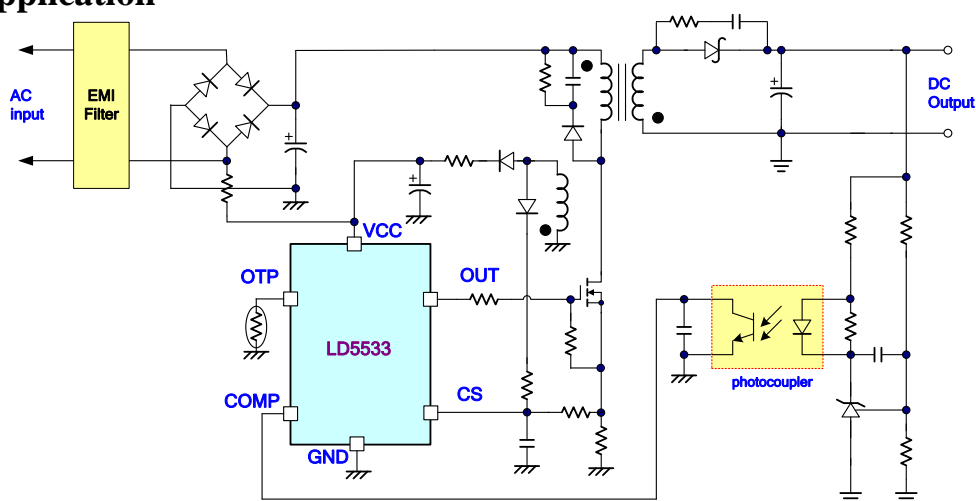 pplication
AC
input
EMI
Filter
DC
Output
VCC
OTP
OUT
LD5533
COMP
CS
GND
photocoupler
+
+
+